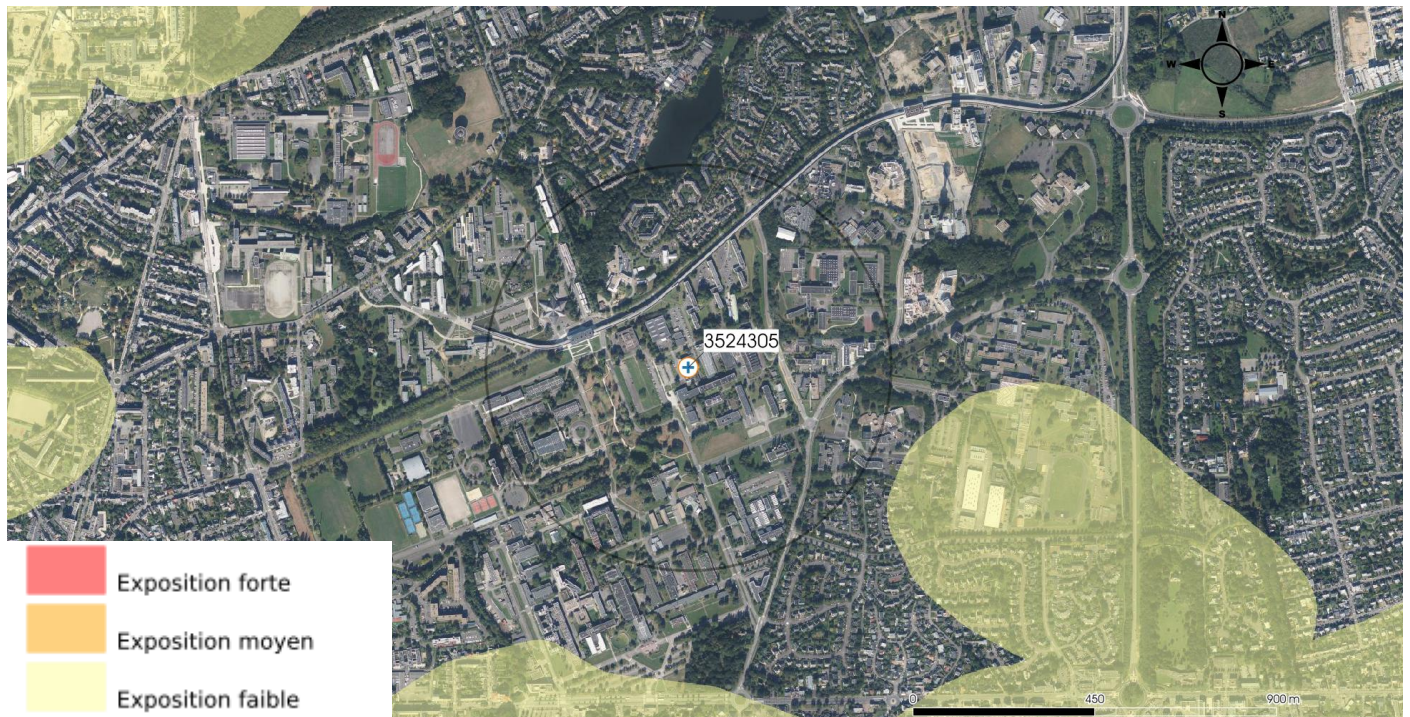 N
W E
S
3524305
Exposition forte
Exposition moyen
Exposition faible
0 450 900 m